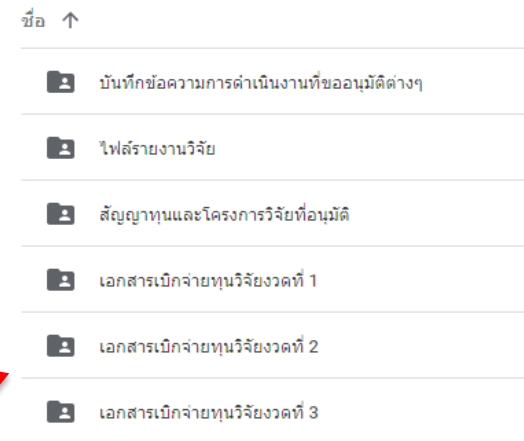 ชื่อ
บันทึกข้อความการดำเนินงานที่ขออนุมัติต่างๆ
ไฟล์รายงานวิจัย
สัญญาทุนและโครงการวิจัยที่อนุมัติ
เอกสารเบิกจ่ายทุนวิจัยงวดที่ 1
เอกสารเบิกจ่ายทุนวิจัยงวดที่ 2
เอกสารเบิกจ่ายทุนวิจัยงวดที่ 3